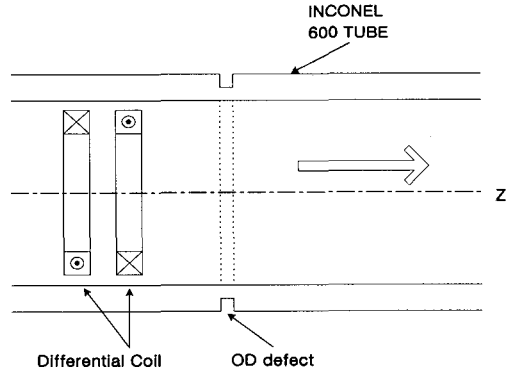 INCONEL
600 TUBE
Z
Differential Coil
OD defect